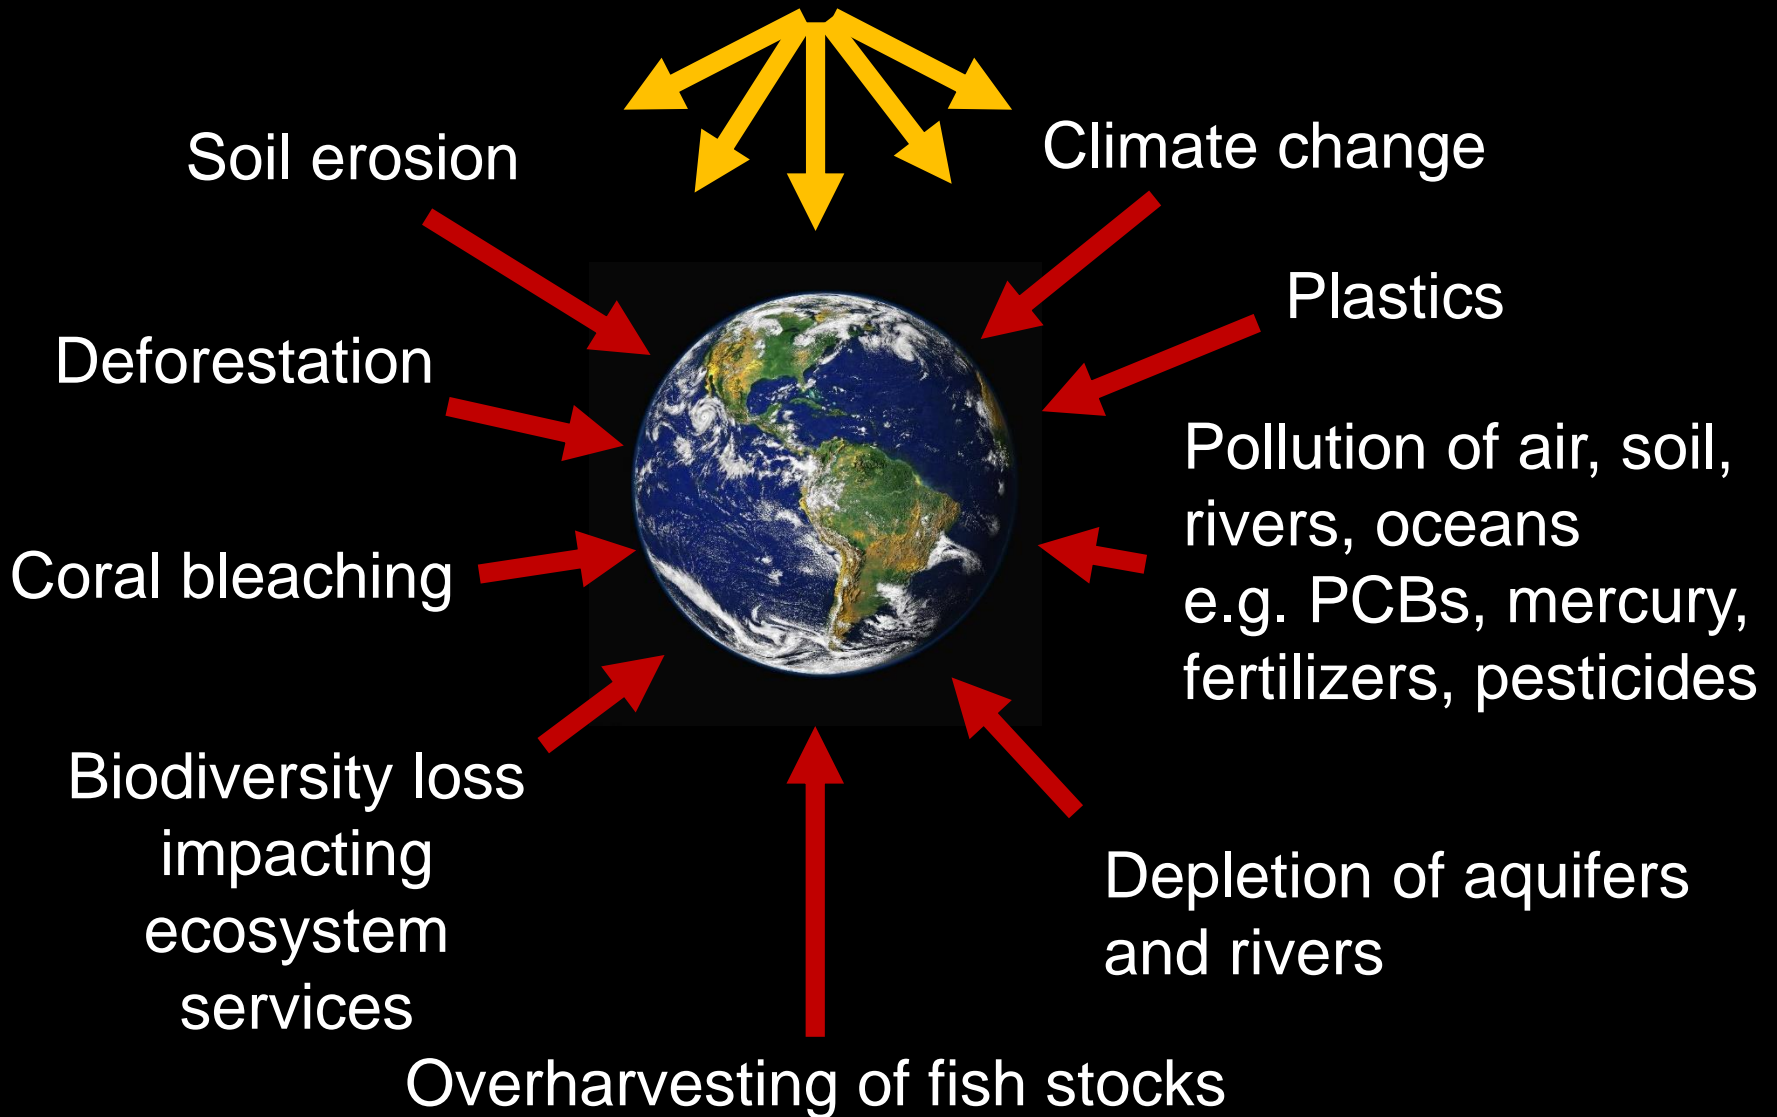 Soil erosion
Climate change
Plastics
Deforestation
Pollution of air, soil,
rivers, oceans
e.g. PCBs, mercury,
fertilizers, pesticides
Coral bleaching
Biodiversity loss
impacting
ecosystem
services
Depletion of aquifers
and rivers
Overharvesting of fish stocks